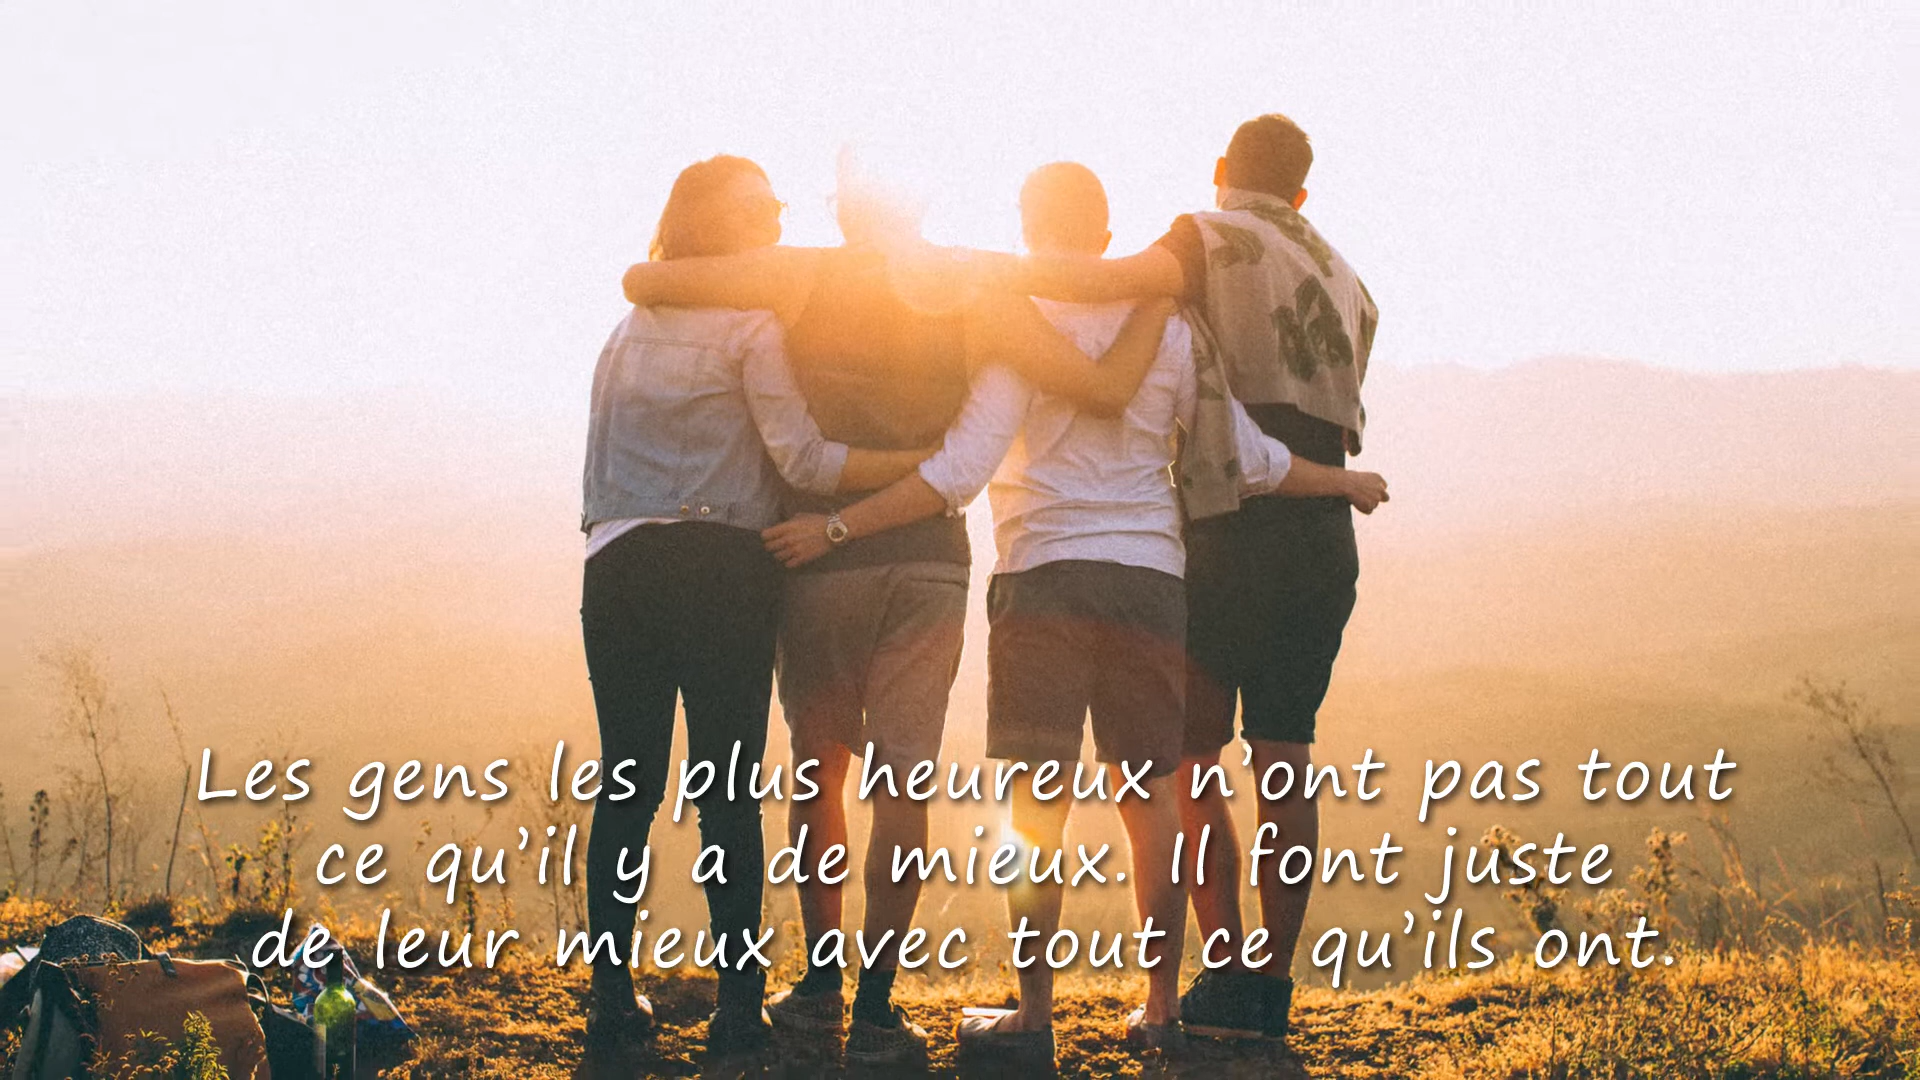 Les gens les plus heureux n’ont pas tout
ce qu’il y a de mieux. Il font juste
de leur mieux avec tout ce qu’ils ont.